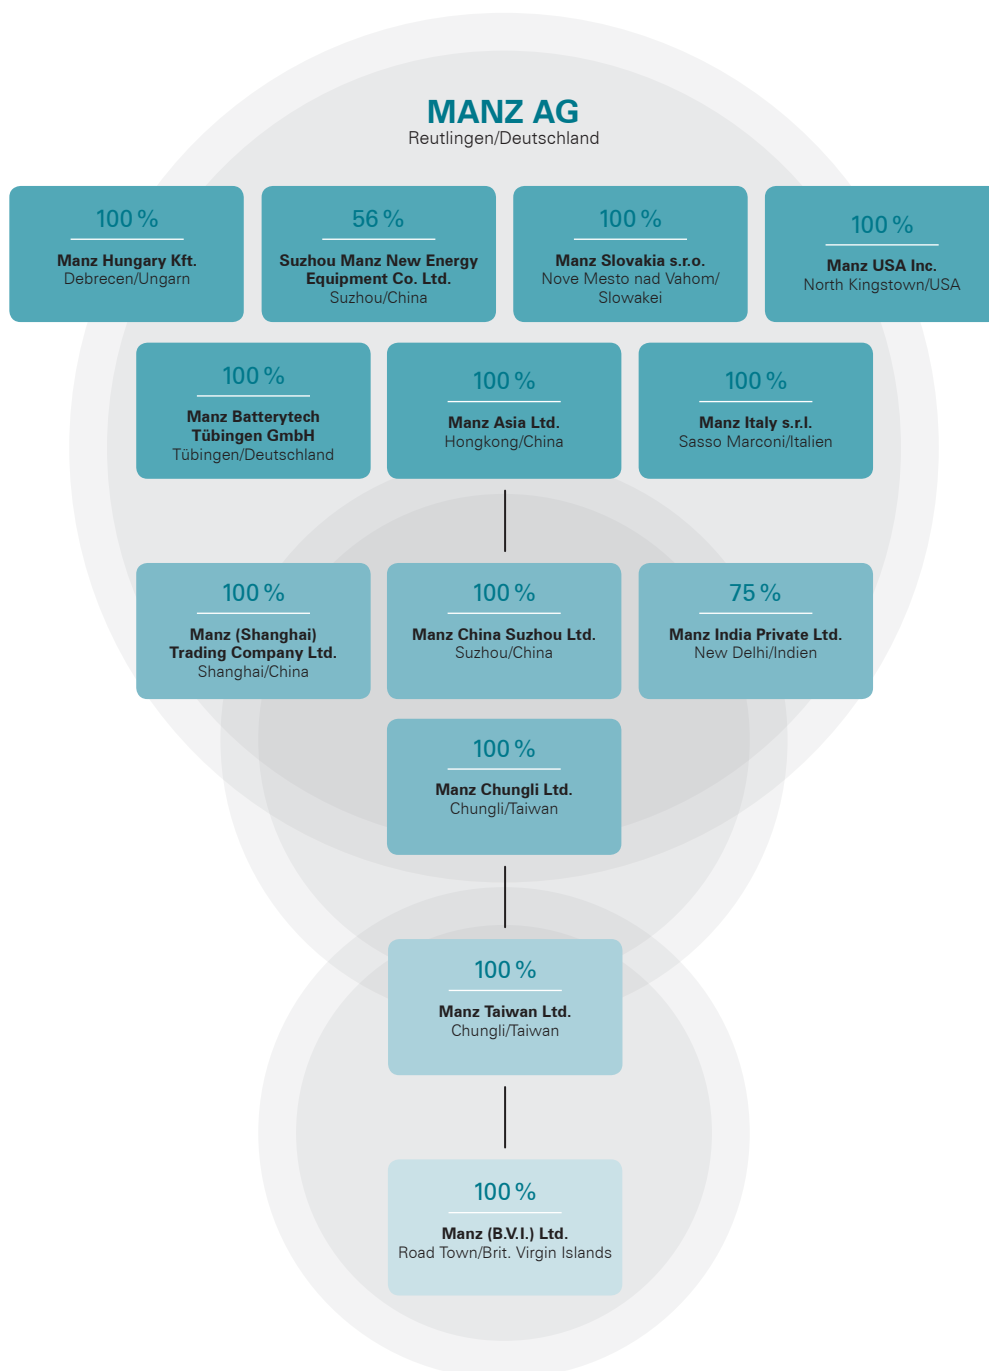 MANZ AG
Reutlingen/Deutschland
100 %
Manz Hungary Kft.
Debrecen/Ungarn
56 %
Suzhou Manz New Energy
Equipment Co. Ltd.
Suzhou/China
100 %
Manz Slovakia s.r.o.
Nove Mesto nad Vahom/
Slowakei
100 %
Manz USA Inc.
North Kingstown/USA
100 %
Manz Batterytech
Tübingen GmbH
Tübingen/Deutschland
100 %
Manz Asia Ltd.
Hongkong/China
100 %
Manz Italy s.r.l.
Sasso Marconi/Italien
100 %
Manz (Shanghai)
Trading Company Ltd.
Shanghai/China
100 %
Manz China Suzhou Ltd.
Suzhou/China
75 %
Manz India Private Ltd.
New Delhi/Indien
100 %
Manz Chungli Ltd.
Chungli/Taiwan
100 %
Manz Taiwan Ltd.
Chungli/Taiwan
100 %
Manz (B.V.I.) Ltd.
Road Town/Brit. Virgin Islands